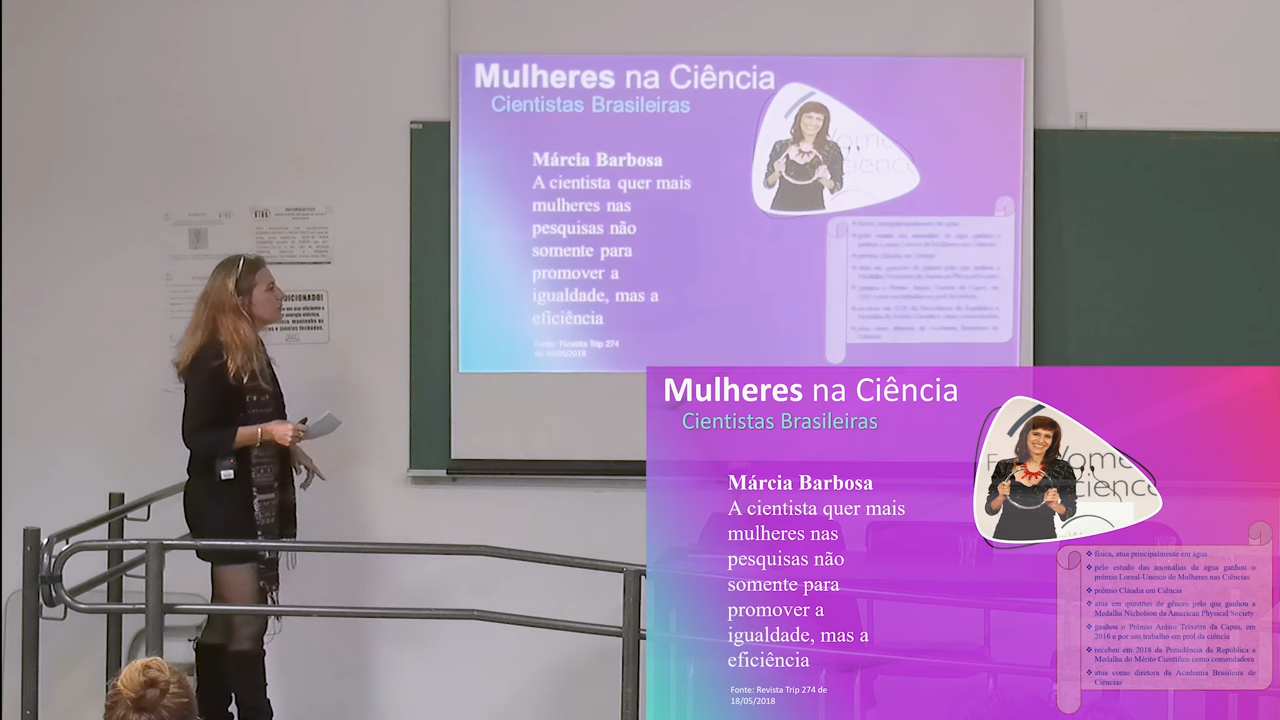 Mulheres na Ciência
Cientistas Brasileiras
Márcia Barbosa
A cientista quer mais
mulheres nas
pesquisas não
somente para
promover a
igualdade, mas a
eficiência
Fonte: Revista Trip 274
de 18/05/2018
DICIONADO!
Mulheres na Ciência
Cientistas Brasileiras
Márcia Barbosa
A cientista quer mais
mulheres nas
pesquisas não
somente para
promover a
igualdade, mas a
eficiência
Fonte: Revista Trip 274 de
18/05/2018
❖ física, atua principalmente em água.
❖ pelo estudo das anomalias da água ganhou o
prêmio Loreal-Unesco de Mulheres nas Ciências
❖ prêmio Cláudia em Ciência
❖ atua em questões de gênero pelo que ganhou a
Medalha Nicholson da American Physical Society
❖ ganhou o Prêmio Anísio Teixeira da Capes, em
2016 e por seu trabalho em prol da ciência
❖ recebeu em 2018 da Presidência da República a
Medalha do Mérito Científico como comendadora
❖ atua como diretora da Academia Brasileira de
Ciências